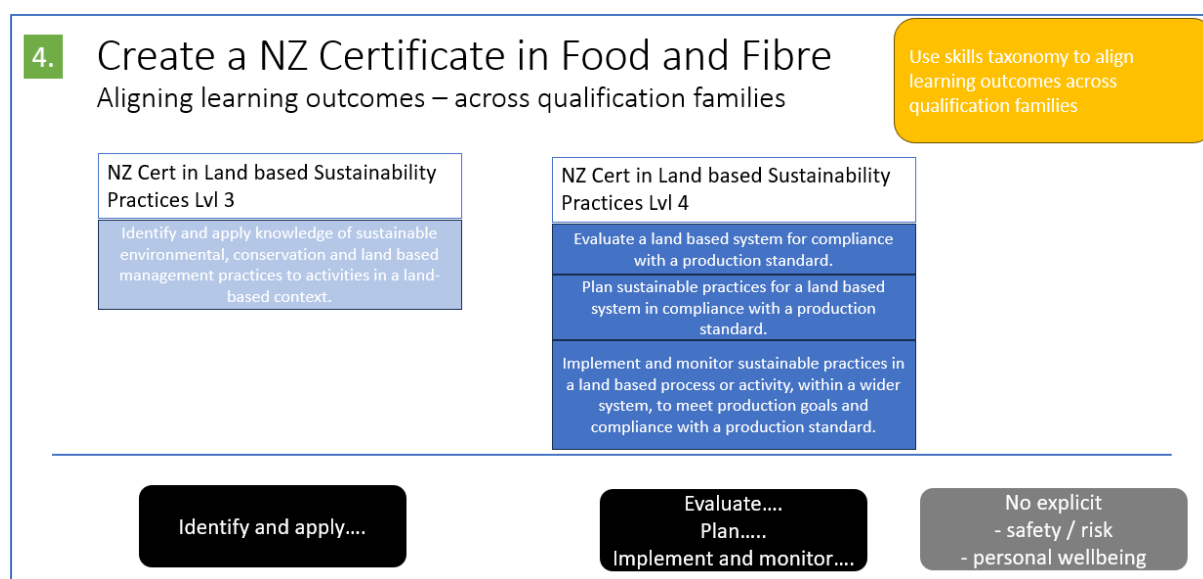 4.
Create a NZ Certificate in Food and Fibre
Aligning learning outcomes – across qualification families
Use skills taxonomy to align
learning outcomes across
qualification families
NZ Cert in Land based Sustainability
Practices Lvl 3
Identify and apply knowledge of sustainable
environmental, conservation and land based
management practices to activities in a land-
based context.
NZ Cert in Land based Sustainability
Practices Lvl 4
Evaluate a land based system for compliance
with a production standard.
Plan sustainable practices for a land based
system in compliance with a production
standard.
Implement and monitor sustainable practices in
a land based process or activity, within a wider
system, to meet production goals and
compliance with a production standard.
Identify and apply....
Evaluate....
Plan.....
Implement and monitor....
No explicit
- safety / risk
- personal wellbeing